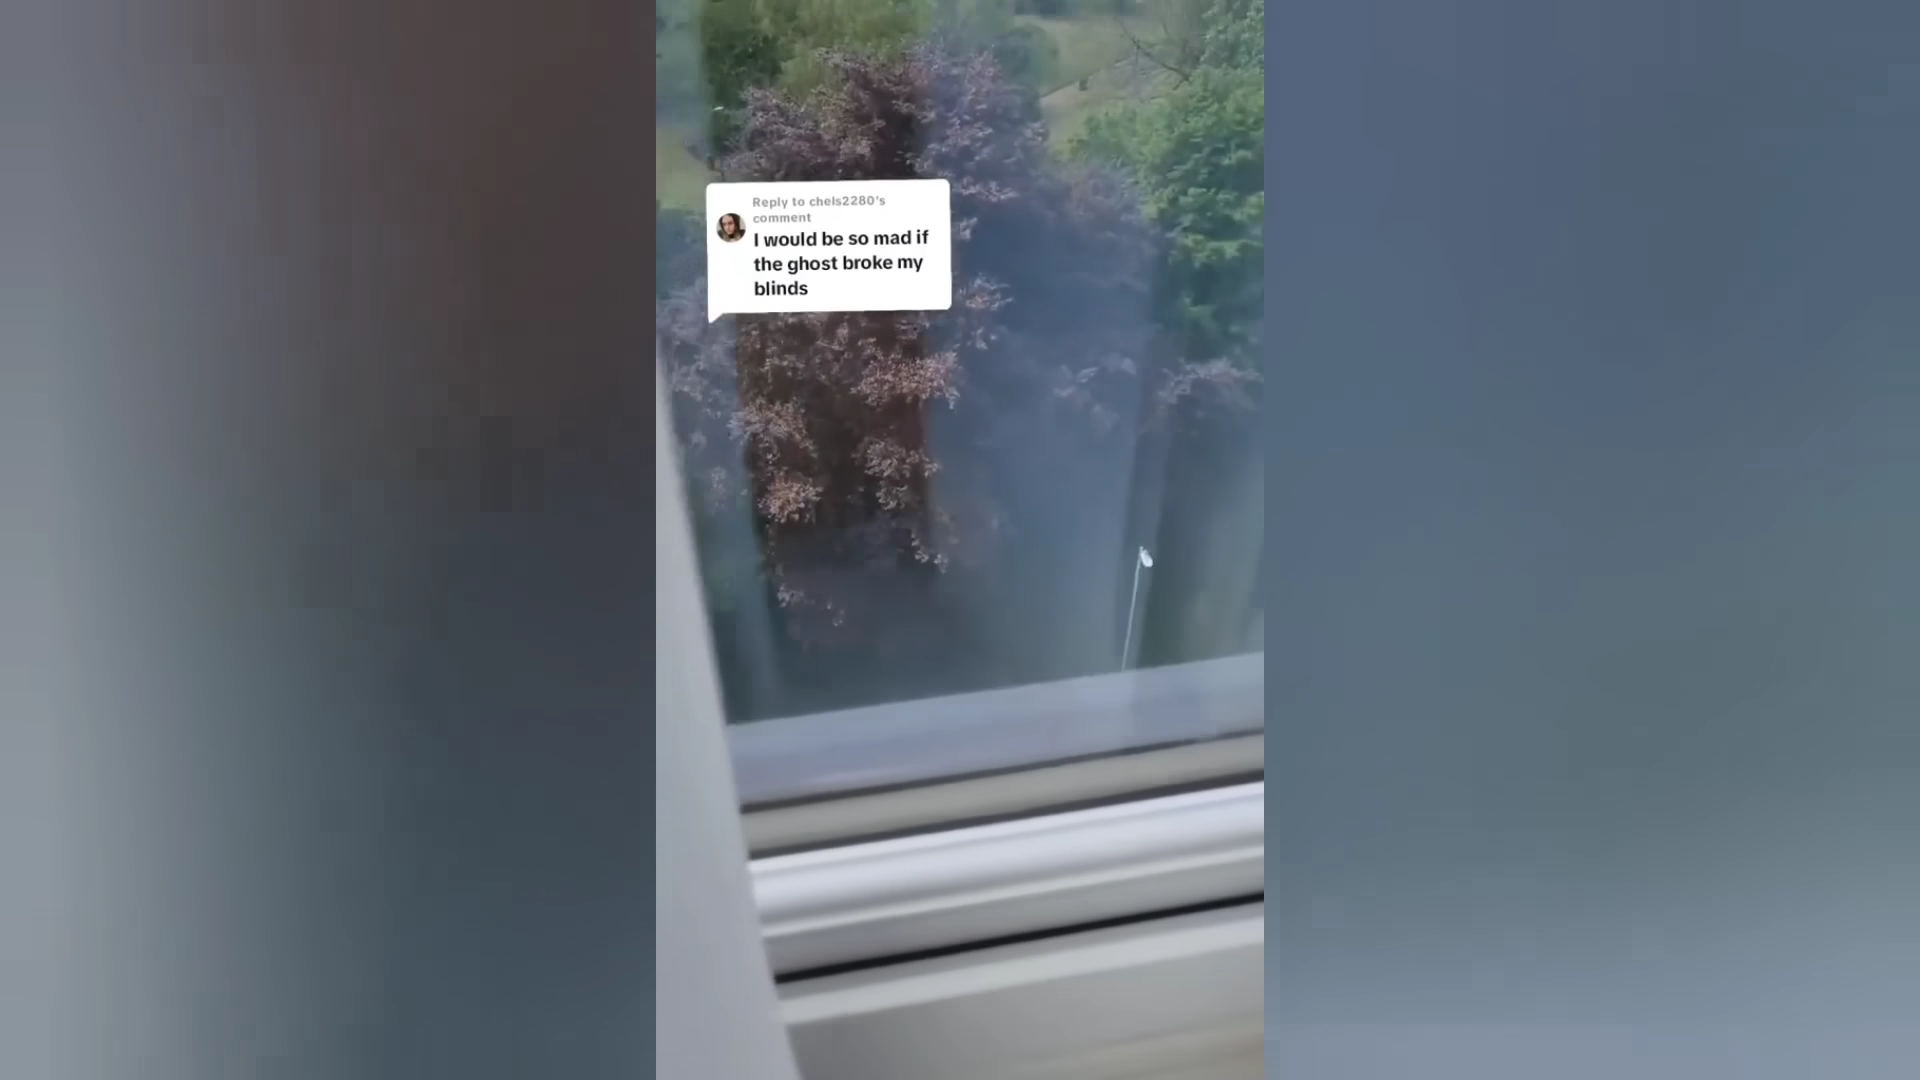 Reply to chels2280's
comment
I would be so mad if
the ghost broke my
blinds